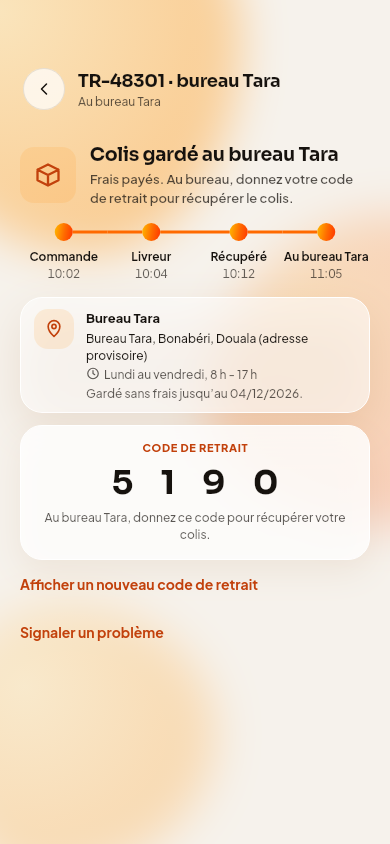 TR-48301 · bureau Tara
Au bureau Tara
Colis gardé au bureau Tara
Frais payés. Au bureau, donnez votre code
de retrait pour récupérer le colis.
Commande
Livreur
Récupéré
Au bureau Tara
10:02
10:04
10:12
11:05
Bureau Tara
Bureau Tara, Bonabéri, Douala (adresse
provisoire)
Lundi au vendredi, 8 h - 17 h
Gardé sans frais jusqu'au 04/12/2026.
CODE DE RETRAIT
5 1 9 0
Au bureau Tara, donnez ce code pour récupérer votre
colis.
Afficher un nouveau code de retrait
Signaler un problème